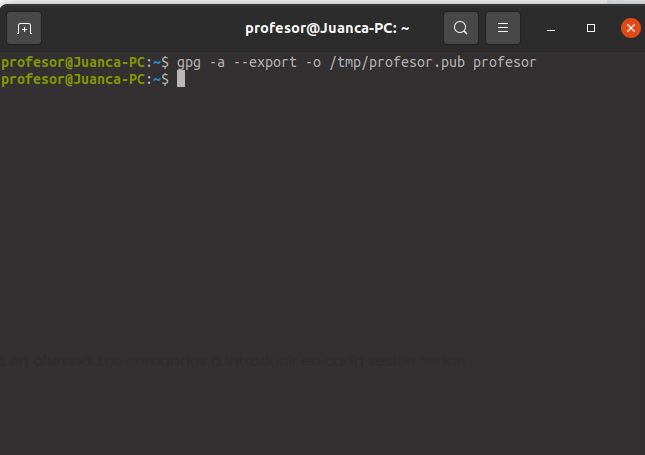 profesor@Juanca-PC: ~
profesor@Juanca-PC:~$ gpg -a --export -o /tmp/profesor.pub profesor
profesor@Juanca-PC:~$